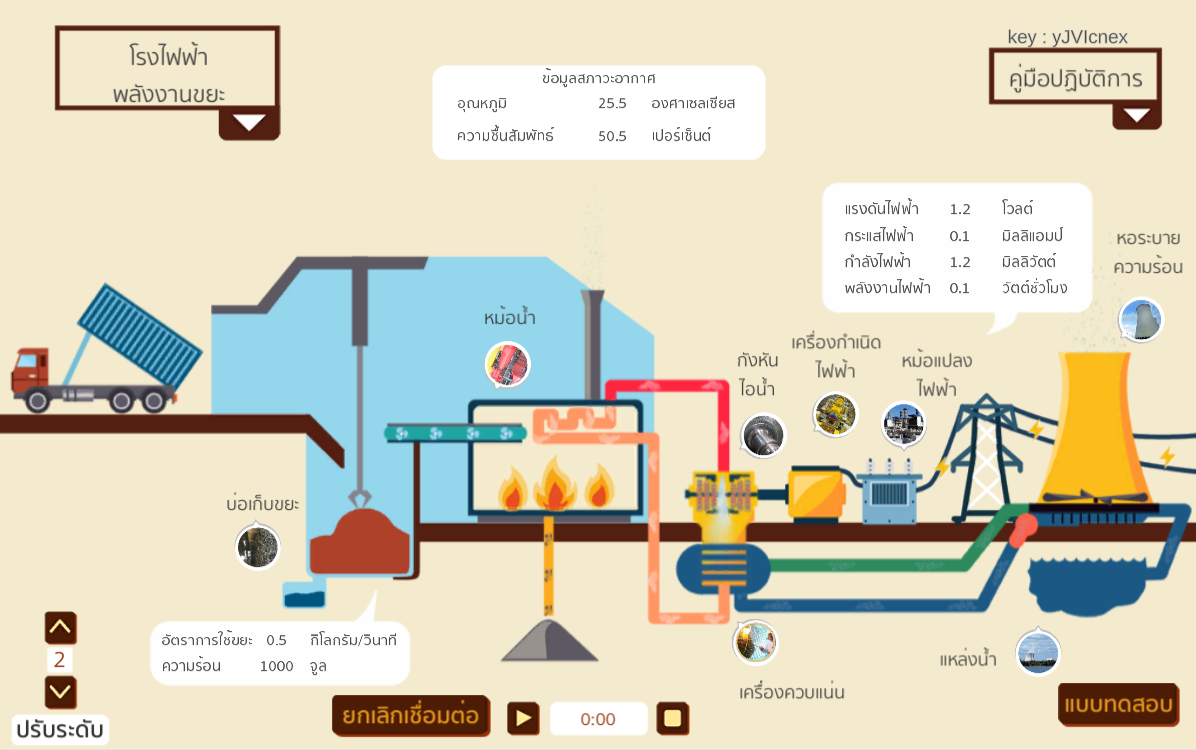 โรงไฟฟ้า
พลังงานขยะ
key : yJVIcnex
คู่มือปฏิบัติการ
ข้อมูลสภาวะอากาศ
อุณหภูมิ 25.5 องศาเซลเซียส
ความชื้นสัมพัทธ์ 50.5 เปอร์เซ็นต์
แรงดันไฟฟ้า 1.2 โวลต์
กระแสไฟฟ้า 0.1 มิลลิแอมป์
กำลังไฟฟ้า 1.2 มิลลิวัตต์
พลังงานไฟฟ้า 0.1 วัตต์ชั่วโมง
หอระบาย
ความร้อน
หม้อน้ำ
กังหัน
ไอน้ำ
เครื่องกำเนิด
ไฟฟ้า
หม้อแปลง
ไฟฟ้า
บ่อเก็บขยะ
อัตราการใช้ขยะ 0.5 กิโลกรัม/วินาที
ความร้อน 1000 จูล
เครื่องควบแน่น
แหล่งน้ำ
2
ปรับระดับ
ยกเลิกเชื่อมต่อ
0:00
แบบทดสอบ